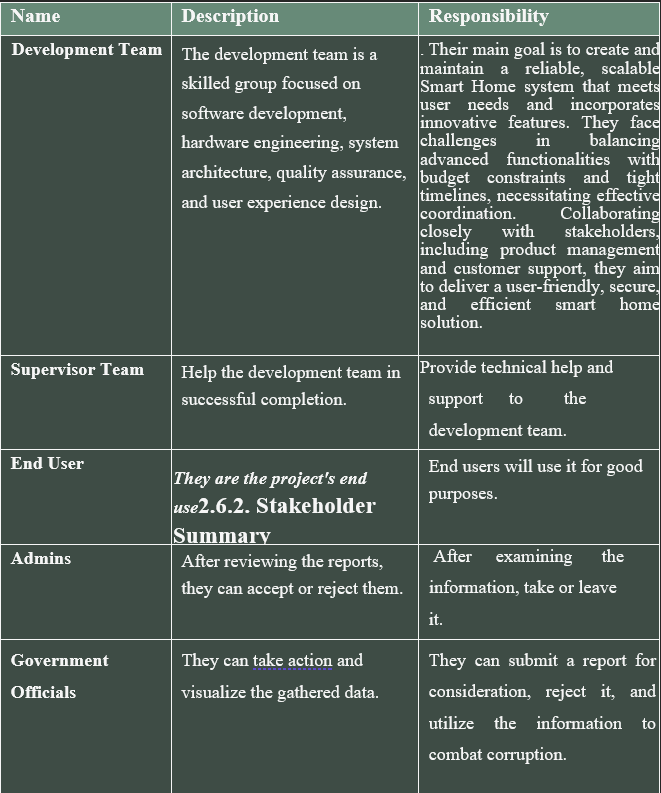 Name
Description
Responsibility
Development Team
The development team is a
skilled group focused on
software development,
hardware engineering, system
architecture, quality assurance,
and user experience design.
. Their main goal is to create and
maintain a reliable, scalable
Smart Home system that meets
user needs and incorporates
innovative features. They face
challenges in balancing
advanced functionalities with
budget constraints and tight
timelines, necessitating effective
coordination. Collaborating
closely with stakeholders,
including product management
and customer support, they aim
to deliver a user-friendly, secure,
and efficient smart home
solution.
Supervisor Team
Help the development team in
successful completion.
Provide technical help and
support to the
development team.
End User
They are the project's end
use2.6.2. Stakeholder
Summary
End users will use it for good
purposes.
Admins
After reviewing the reports,
they can accept or reject them.
After examining the
information, take or leave
it.
Government
Officials
They can take action and
visualize the gathered data.
They can submit a report for
consideration, reject it, and
utilize the information to
combat corruption.